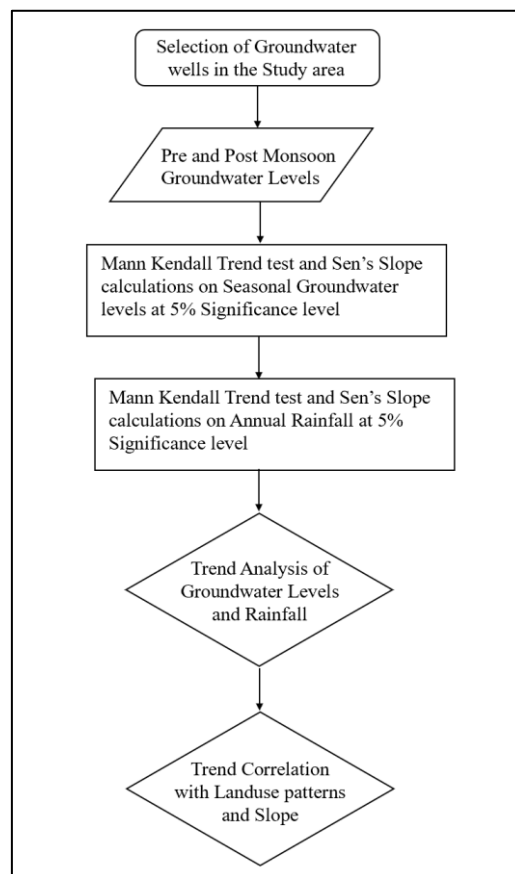 Selection of Groundwater
wells in the Study area
Pre and Post Monsoon
Groundwater Levels
Mann Kendall Trend test and Sen’s Slope
calculations on Seasonal Groundwater
levels at 5% Significance level
Mann Kendall Trend test and Sen’s Slope
calculations on Annual Rainfall at 5%
Significance level
Trend Analysis of
Groundwater Levels
and Rainfall
Trend Correlation
with Landuse patterns
and Slope